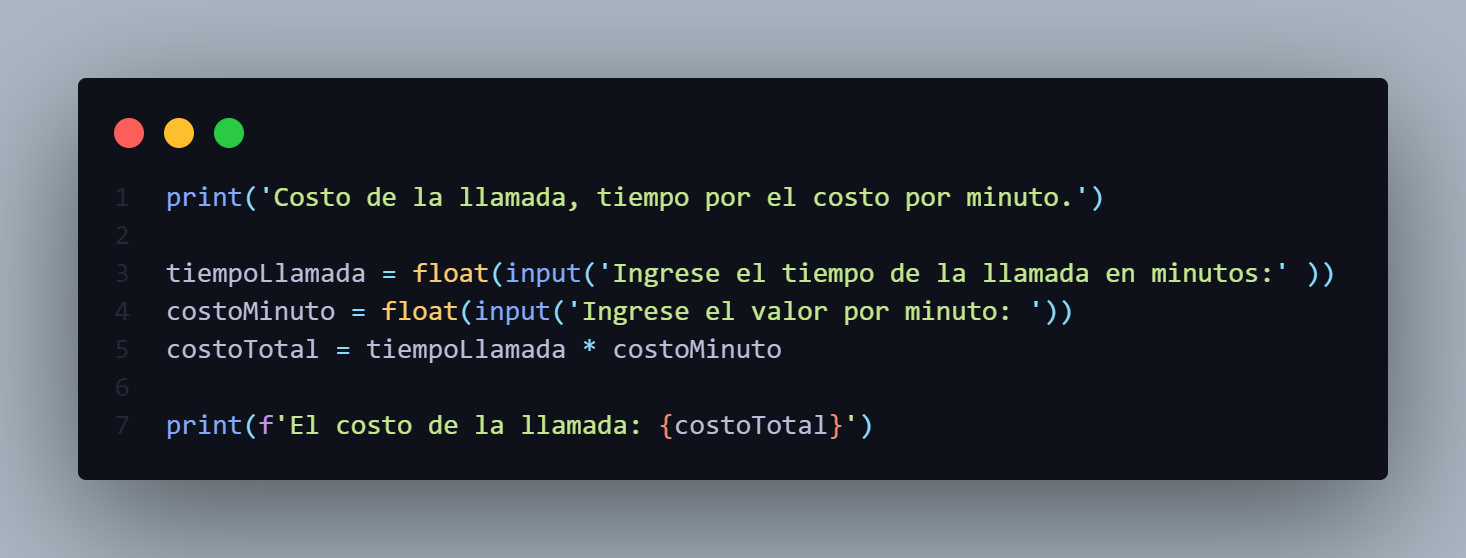 1 print('Costo de la llamada, tiempo por el costo por minuto.')
2
3 tiempoLlamada = float(input('Ingrese el tiempo de la llamada en minutos:' ))
4 costoMinuto = float(input('Ingrese el valor por minuto: '))
5 costoTotal = tiempoLlamada * costoMinuto
6
7 print(f'El costo de la llamada: {costoTotal}')